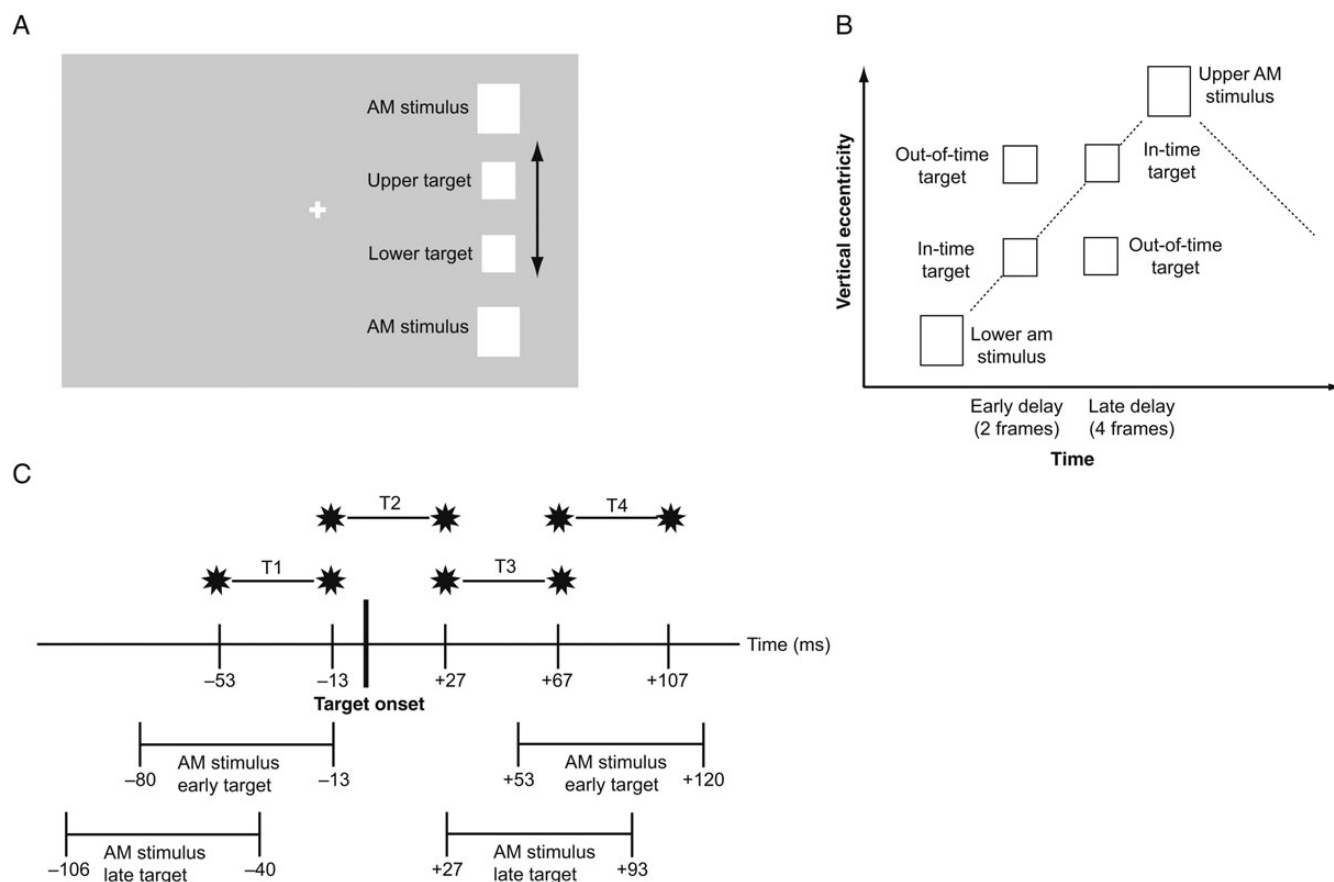 A
AM stimulus
Upper target
Lower target
AM stimulus
B
Vertical eccentricity
Upper AM
stimulus
Out-of-time
target
In-time
target
In-time
target
Out-of-time
target
Lower am
stimulus
Early delay
(2 frames)
Late delay
(4 frames)
Time
C
T2
T4
T1
T3
Time (ms)
–53
–13
+27
+67
+107
Target onset
AM stimulus
early target
–80
–13
AM stimulus
early target
+53
+120
AM stimulus
late target
–106
–40
AM stimulus
late target
+27
+93